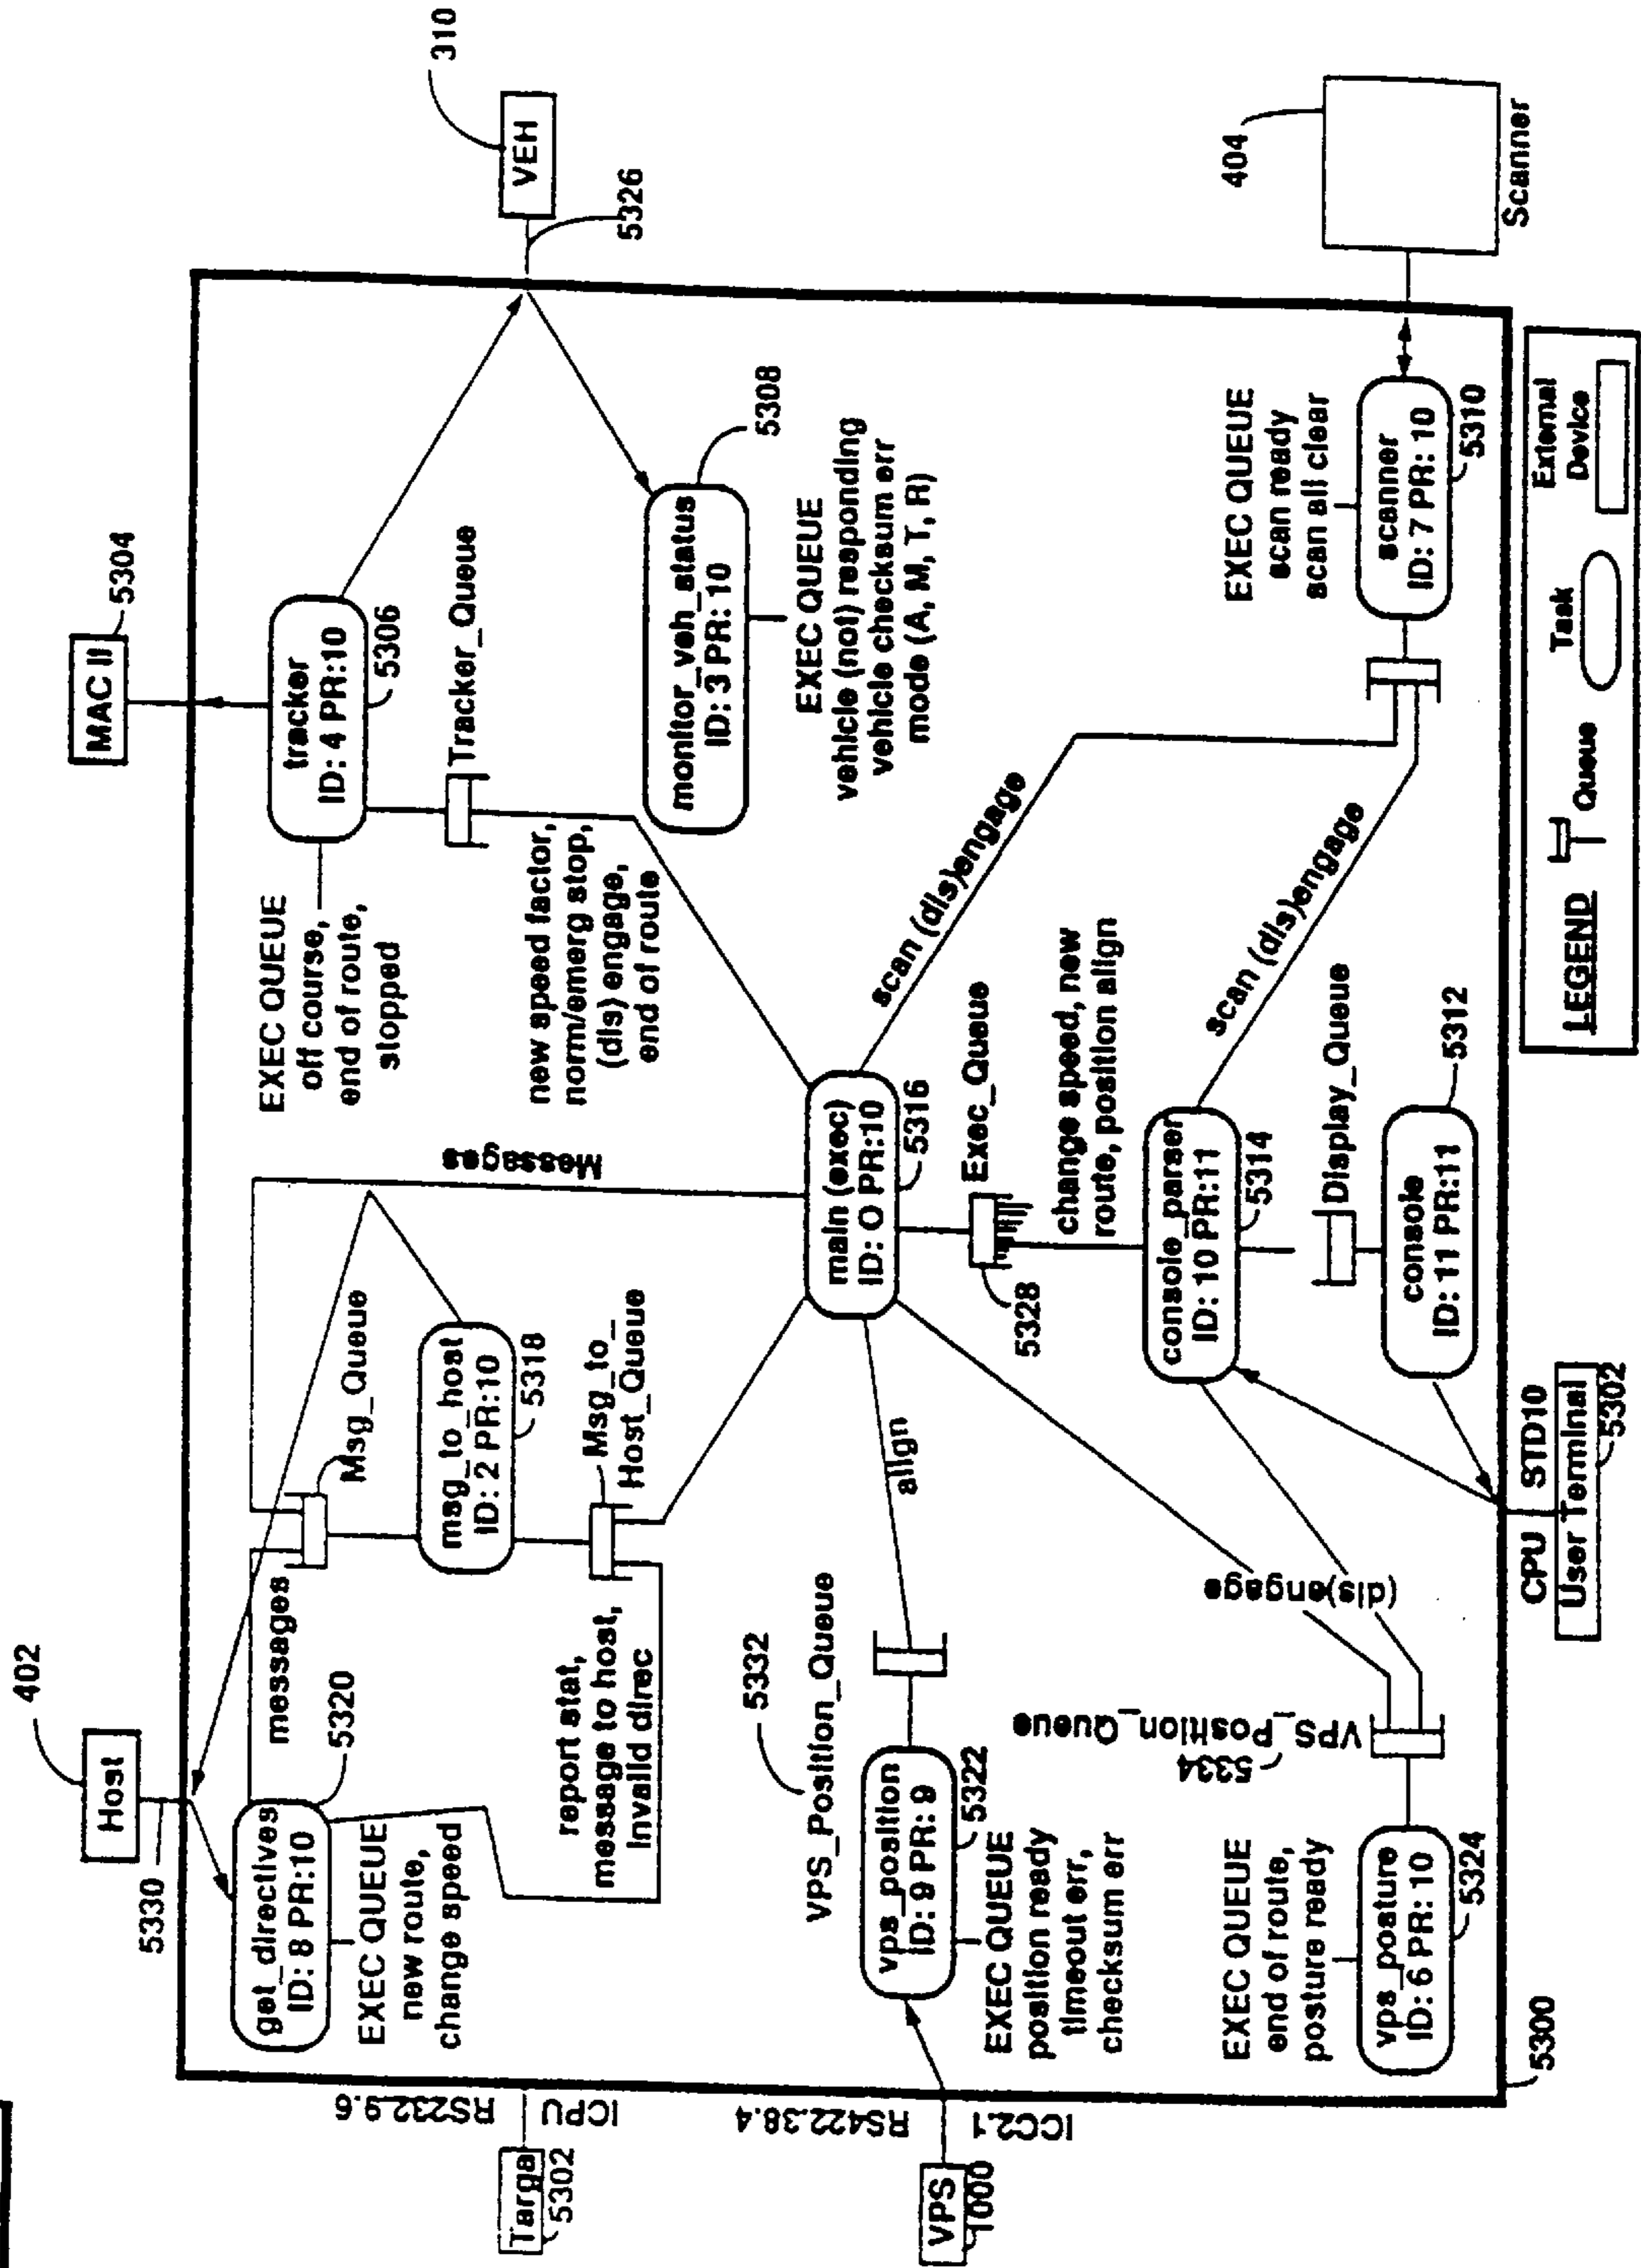 402
Host
5330
get_directives
ID: 8 PR:10
5320
EXEC QUEUE
new route,
change speed
messages
Msg_Queue
msg_to_host
ID: 2 PR:10
5318
Msg_to_
Host_Queue
report stat,
message to host,
invalid direc
Messages
MAC II
5304
tracker
ID: 4 PR:10
5306
EXEC QUEUE
off course,
end of route,
stopped
Tracker_Queue
new speed factor,
norm/emerg stop,
(dis) engage,
end of route
VEH
310
5326
monitor_veh_status
ID: 3 PR: 10
5308
EXEC QUEUE
vehicle (not) responding
vehicle checksum err
mode (A, M, T, R)
Targa
5302
RS232.9.6
ICPU
VPS
1000
RS422.38.4
ICC2.1
VPS_Position_Queue
5332
vps_position
ID: 9 PR: 9
5322
EXEC QUEUE
position ready
timeout err,
checksum err
align
main (exec)
ID: O PR:10
5316
Exec_Queue
5328
scan (dis)engage
change speed, new
route, position align
console_parser
ID: 10 PR:11
5314
scan (dis)engage
Display_Queue
console
ID: 11 PR:11
5312
(dis)engage
VPS_Position_Queue
5334
EXEC QUEUE
end of route,
posture ready
vps_posture
ID: 6 PR: 10
5324
EXEC QUEUE
scan ready
scan all clear
scanner
ID: 7 PR: 10
5310
404
Scanner
5300
CPU STD10
User Terminal
5302
LEGEND
Queue
Task
External
Device